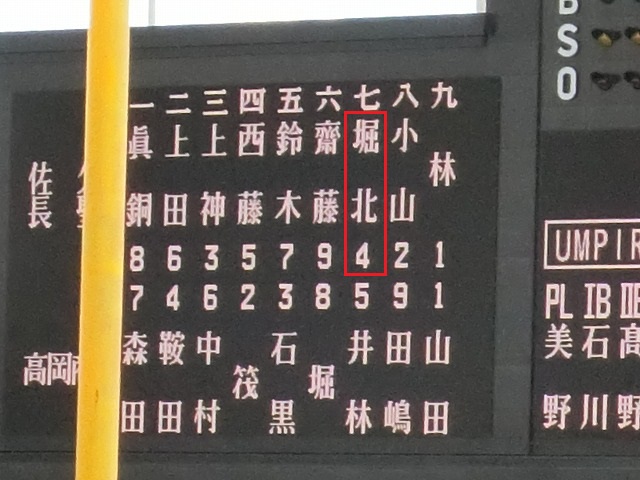 B
S
O
一 二 三 四 五 六 七 八 九
佐 長
眞銅 上田 上神 西藤 鈴木 齋藤 堀北 小山 林
8 6 3 5 7 9 4 2 1
7 4 6 2 3 8 5 9 1
高岡
森田 鞍田 中村 筏 石黒 堀 井林 田嶋 山田
UMPIR
PL IB
美野 石川 髙野